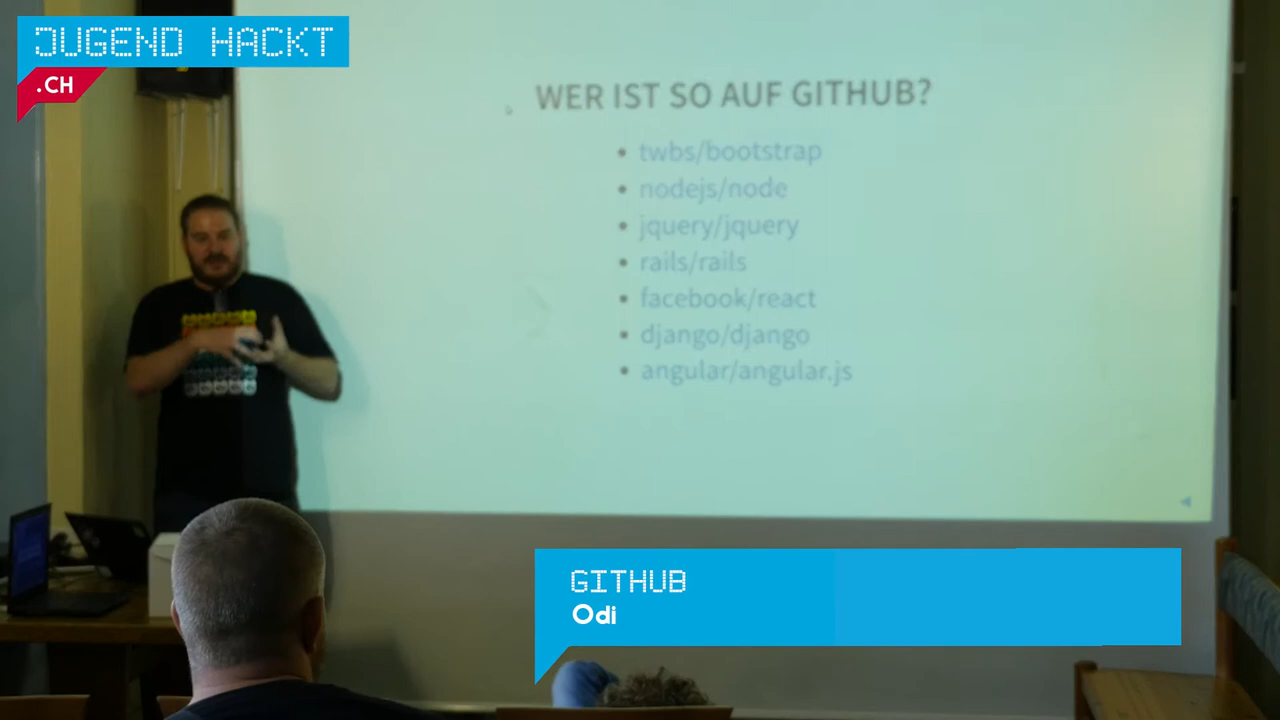 JUGEND HACKT
.CH
WER IST SO AUF GITHUB?
twbs/bootstrap
nodejs/node
jquery/jquery
rails/rails
facebook/react
django/django
angular/angular.js
GITHUB
Odi